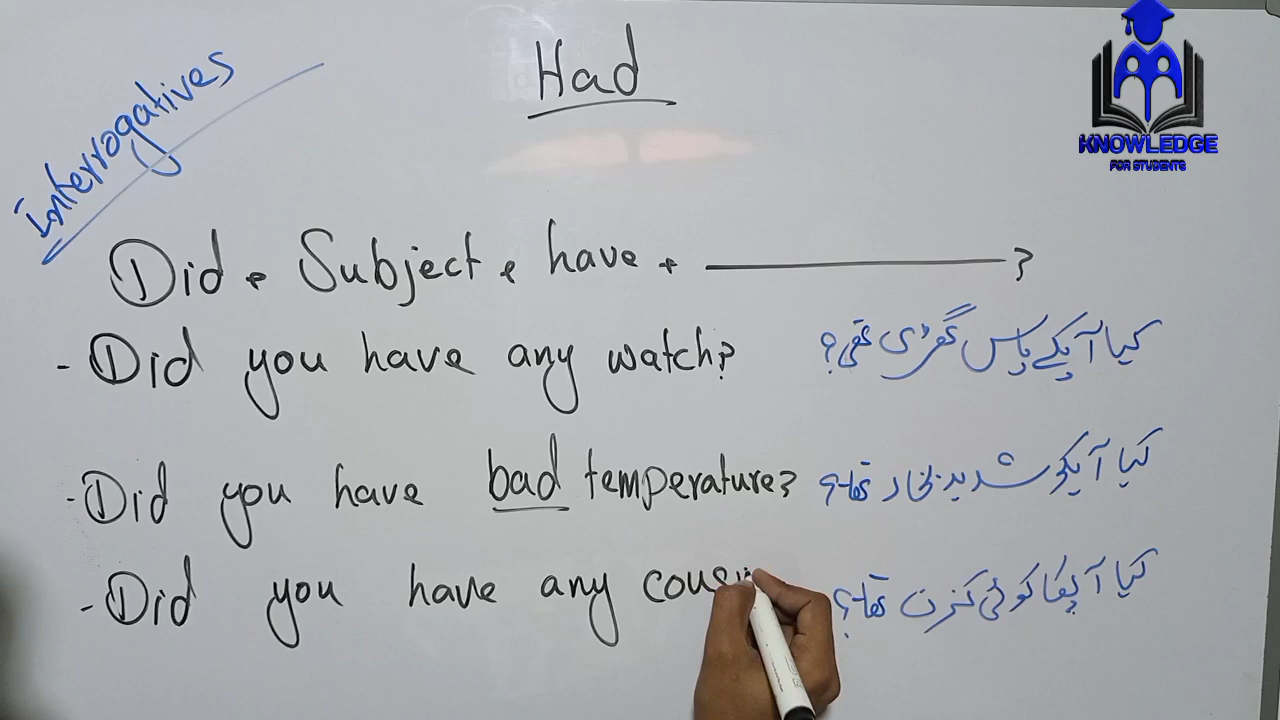 Had
Interrogatives
KNOWLEDGE
FOR STUDENTS
Did + Subject + have + ———?
- Did you have any watch? کیا آپکے پاس گھڑی تھی؟
- Did you have bad temperature? کیا آپکو شدید بخار تھا؟
- Did you have any cousi کیا آپکا کوئی کزن تھا؟